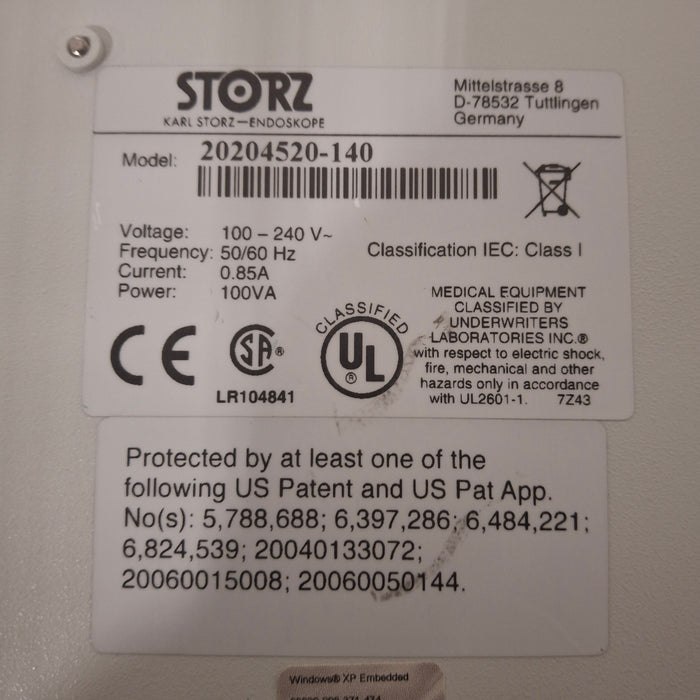 STORZ
KARL STORZ—ENDOSKOPE
Mittelstrasse 8
D-78532 Tuttlingen
Germany
Model: 20204520-140
Voltage: 100 – 240 V~
Frequency: 50/60 Hz
Current: 0.85A
Power: 100VA
Classification IEC: Class I
CE
SA®
LR104841
CLASSIFIED
UL
®
MEDICAL EQUIPMENT
CLASSIFIED BY
UNDERWRITERS
LABORATORIES INC.®
with respect to electric shock,
fire, mechanical and other
hazards only in accordance
with UL2601-1. 7Z43
Protected by at least one of the
following US Patent and US Pat App.
No(s): 5,788,688; 6,397,286; 6,484,221;
6,824,539; 20040133072;
20060015008; 20060050144.
Windows® XP Embedded